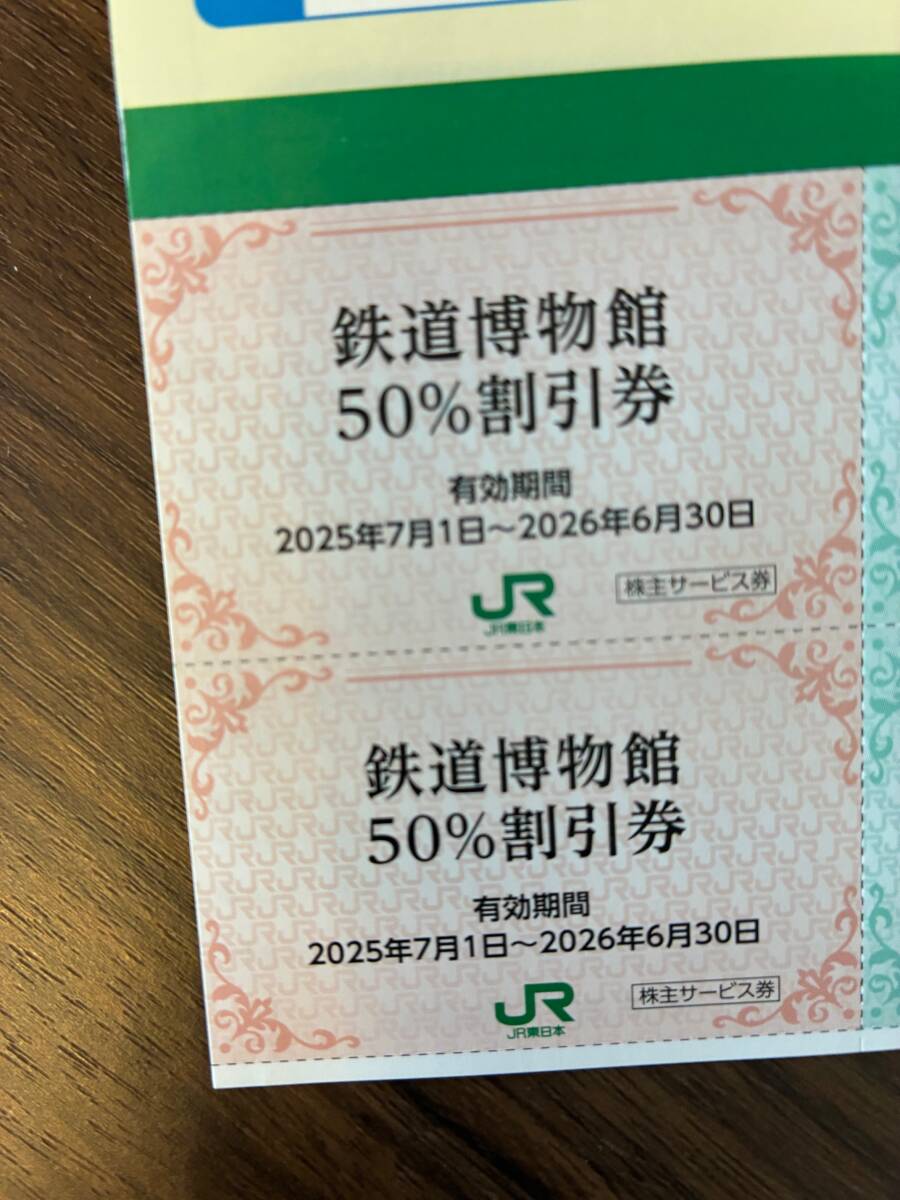 鉄道博物館
50%割引券
有効期間
2025年7月1日～2026年6月30日
JR
JR東日本
株主サービス券
鉄道博物館
50%割引券
有効期間
2025年7月1日～2026年6月30日
JR
JR東日本
株主サービス券